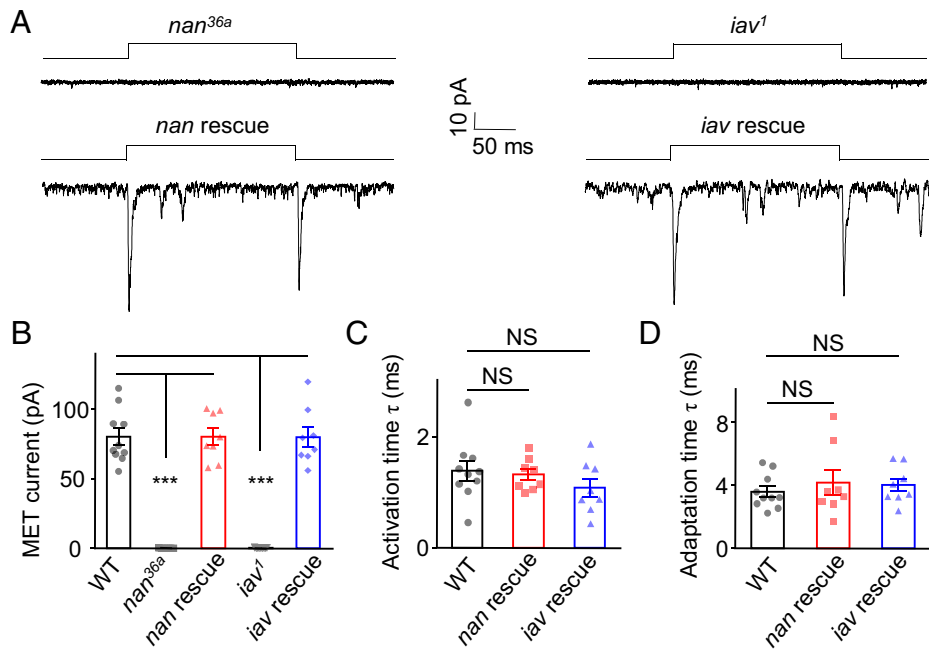 A
nan36a
iav1
nan rescue
10 pA
50 ms
iav rescue
B
MET current (pA)
100
50
0
***
***
WT
nan36a
nan rescue
iav1
iav rescue
C
Activation time τ (ms)
2
0
NS
NS
WT
nan rescue
iav rescue
D
Adaptation time τ (ms)
8
4
0
NS
NS
WT
nan rescue
iav rescue